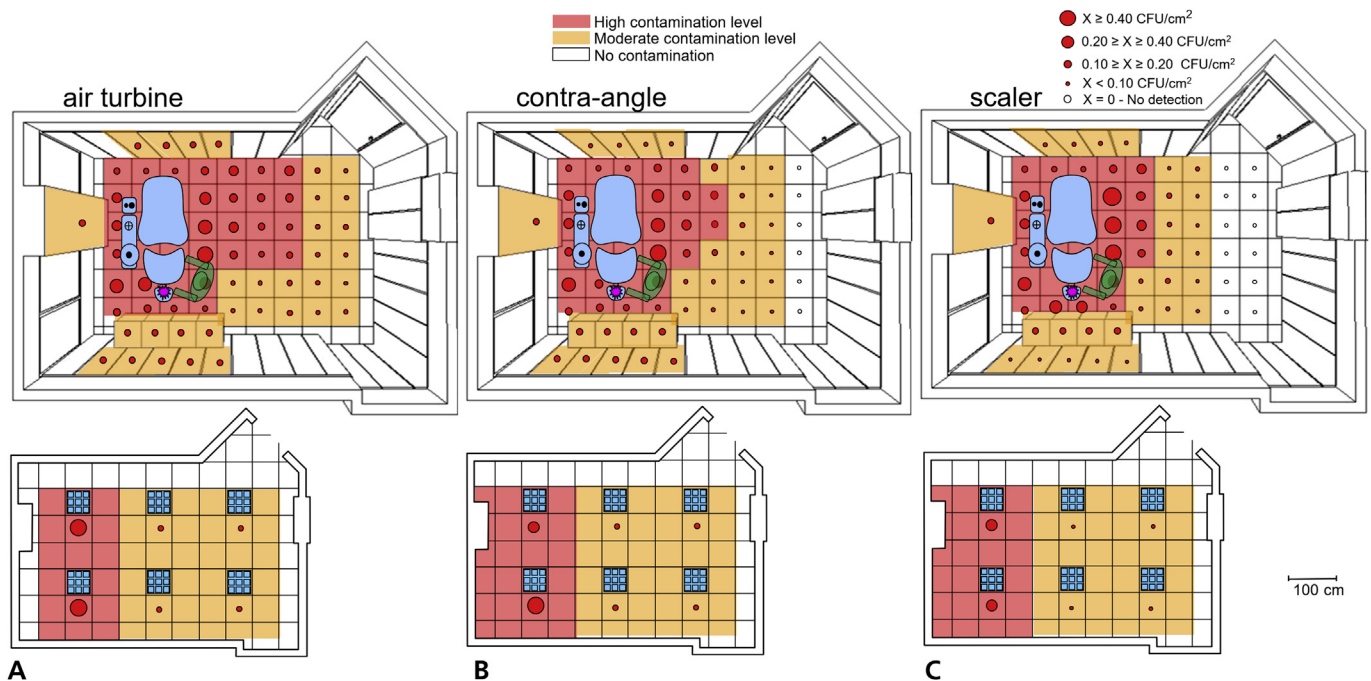 High contamination level
Moderate contamination level
No contamination
X ≥ 0.40 CFU/cm²
0.20 ≥ X ≥ 0.40 CFU/cm²
0.10 ≥ X ≥ 0.20 CFU/cm²
X < 0.10 CFU/cm²
X = 0 - No detection
air turbine
contra-angle
scaler
100 cm
A
B
C